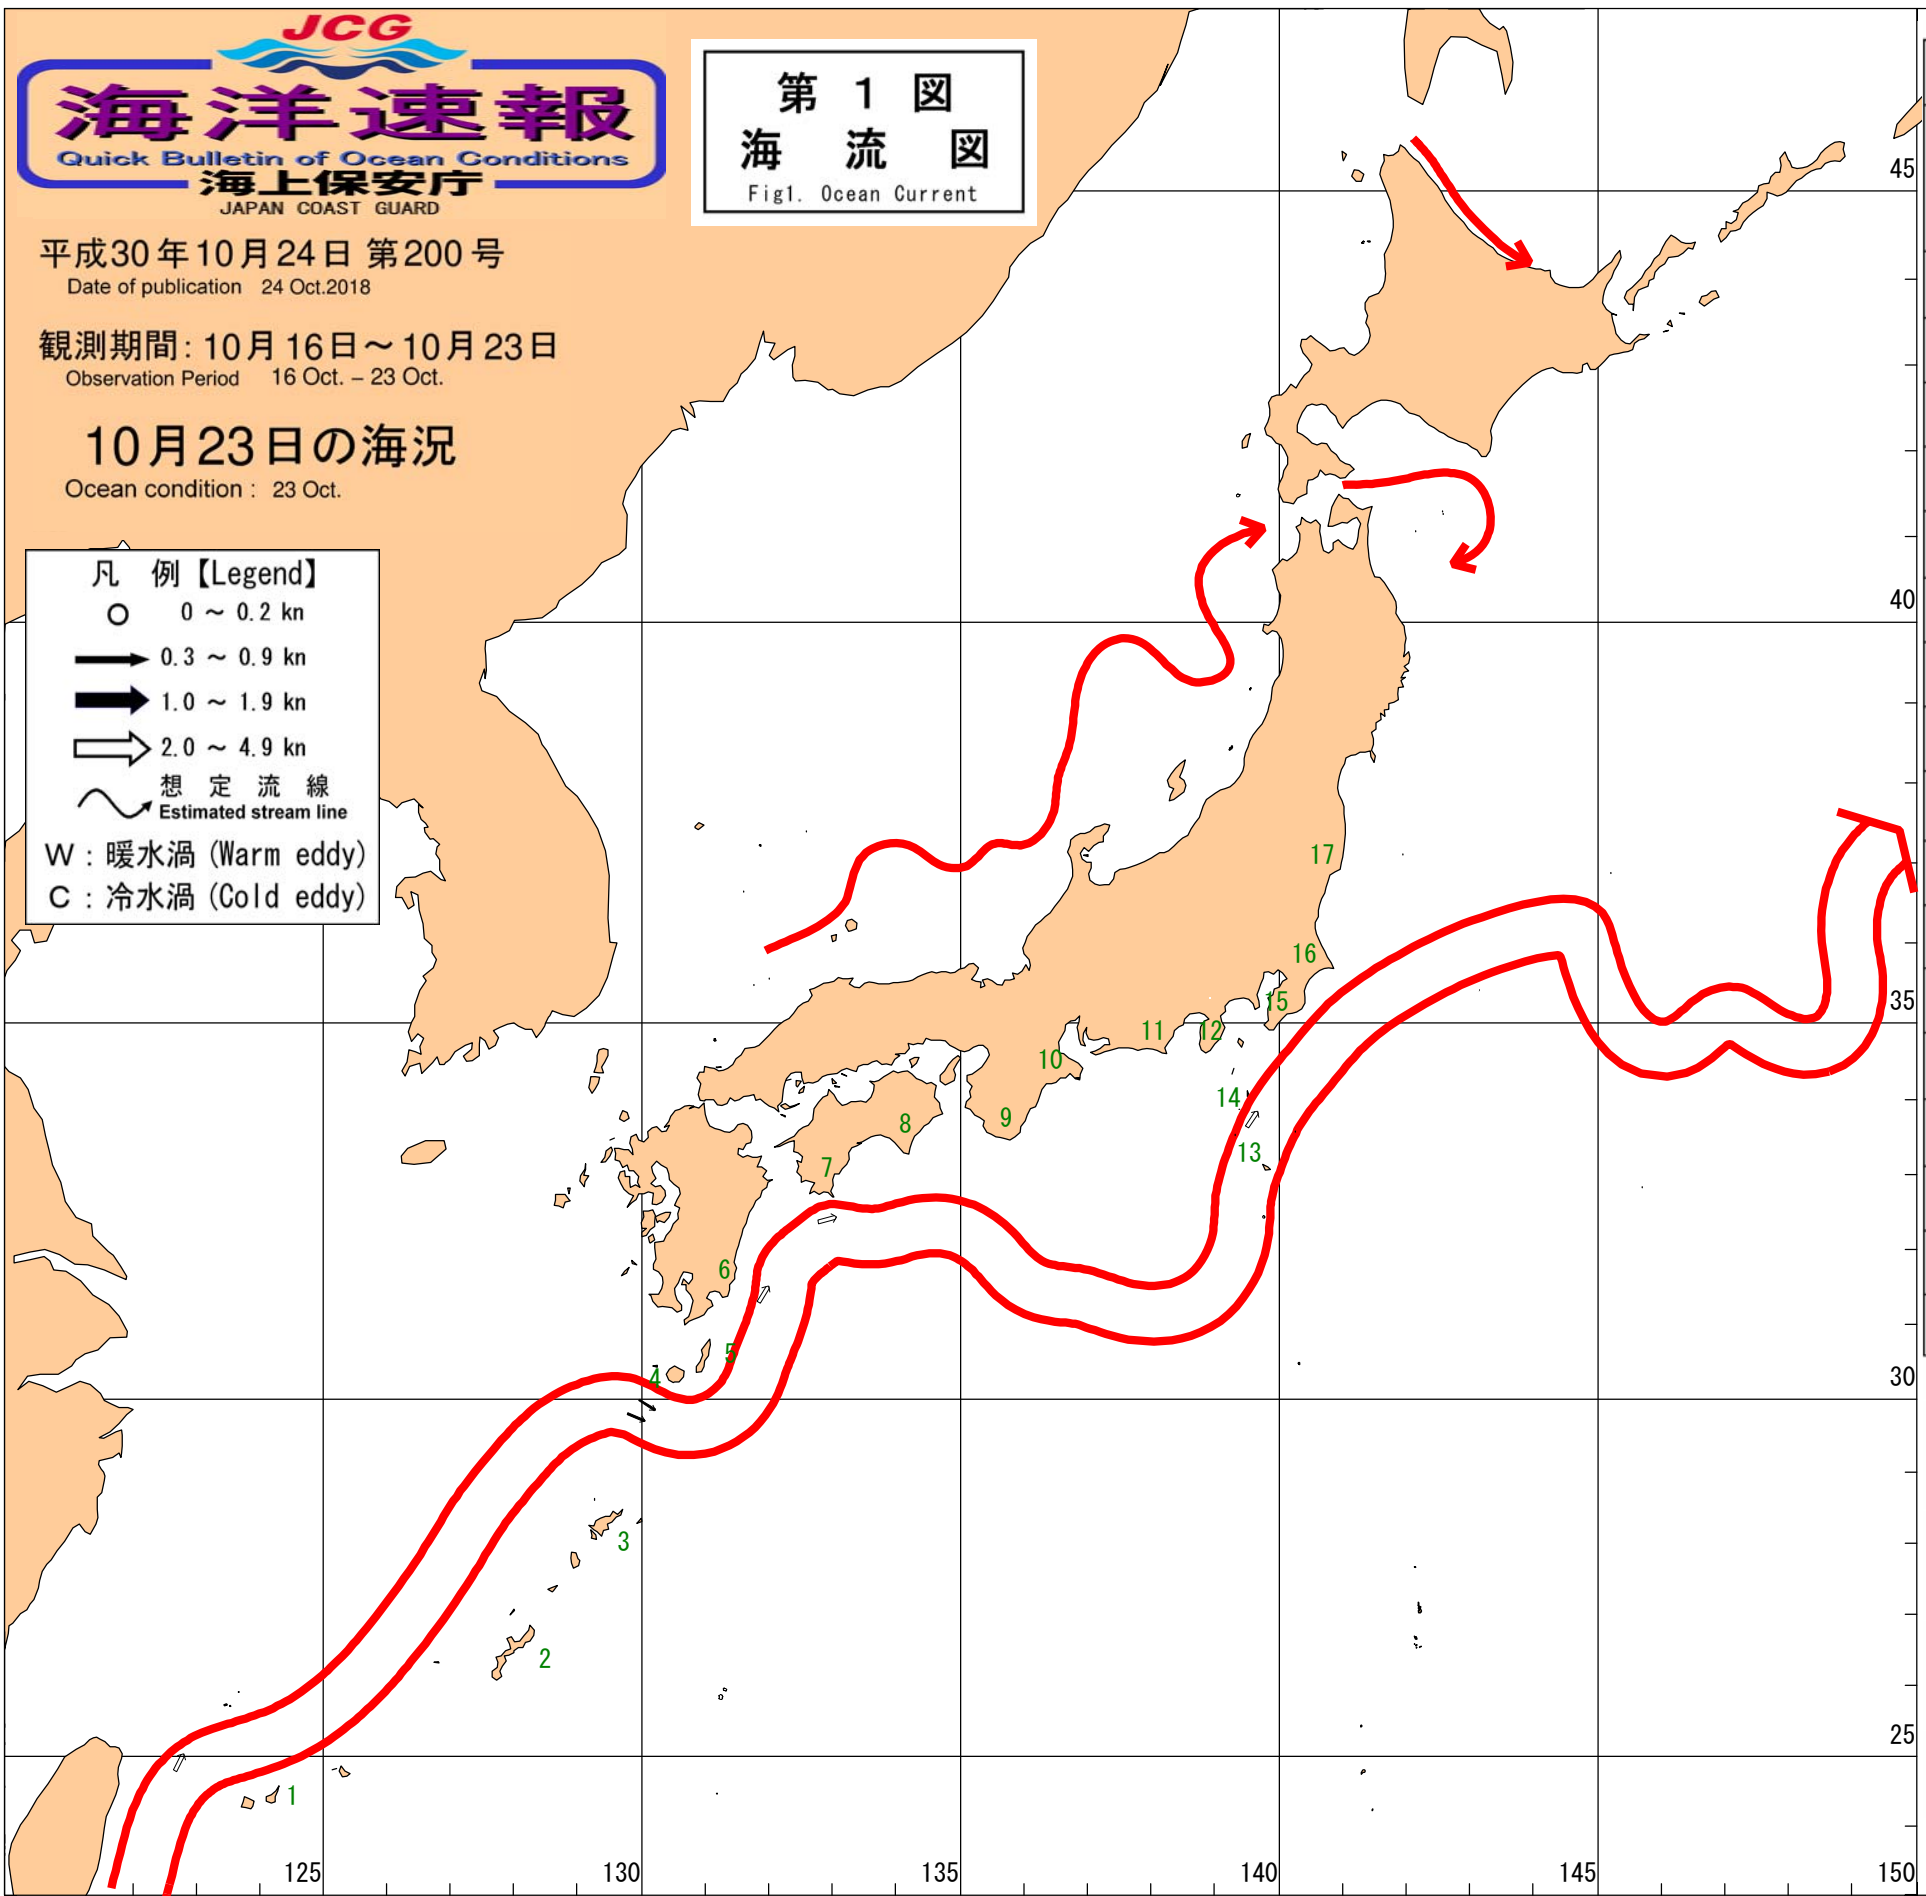 JCG
海洋速報
Quick Bulletin of Ocean Conditions
海上保安庁
JAPAN COAST GUARD
平成30年10月24日 第200号
Date of publication 24 Oct.2018
観測期間: 10月16日～10月23日
Observation Period 16 Oct. – 23 Oct.
10月23日の海況
Ocean condition : 23 Oct.
第 1 図
海 流 図
Fig1. Ocean Current
凡 例【Legend】
0 ～ 0.2 kn
0.3 ～ 0.9 kn
1.0 ～ 1.9 kn
2.0 ～ 4.9 kn
想 定 流 線
Estimated stream line
W : 暖水渦 (Warm eddy)
C : 冷水渦 (Cold eddy)
45
40
17
16
35
15
12
11
10
14
9
8
13
7
6
5
4
30
3
2
25
1
125
130
135
140
145
150